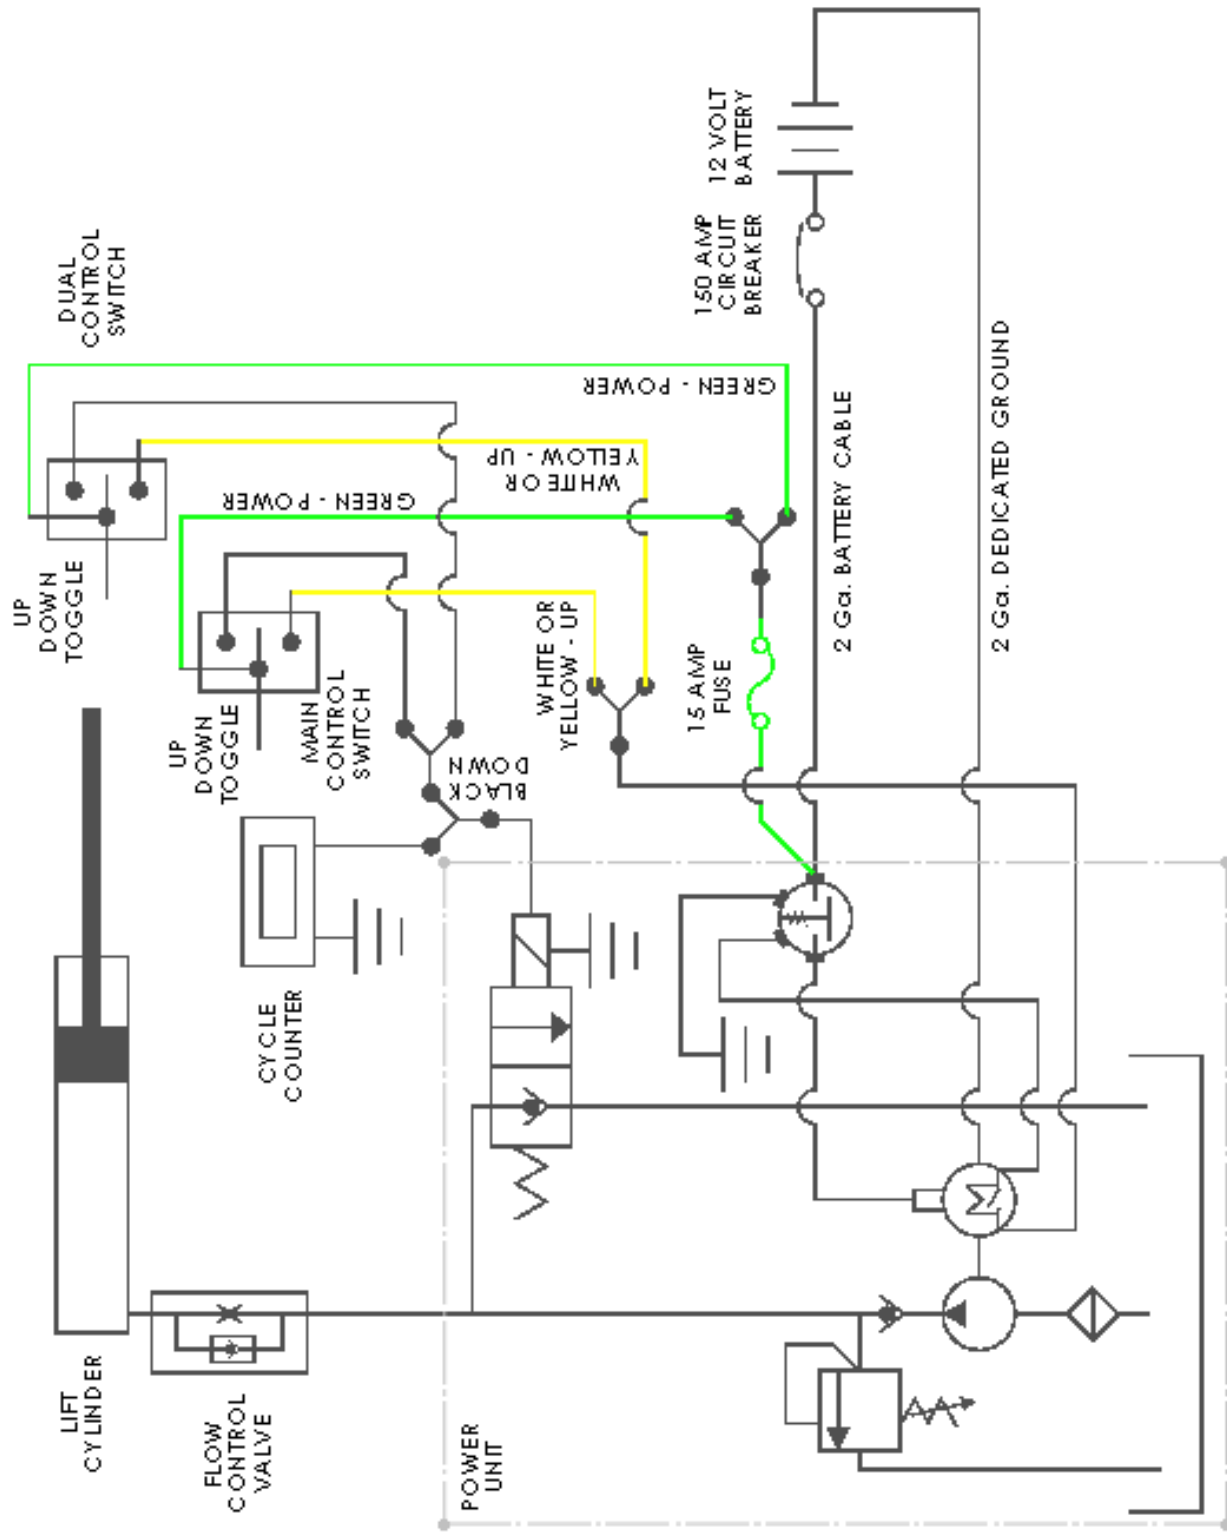 LIFT
CYLINDER
FLOW
CONTROL
VALVE
POWER
UNIT
CYCLE
COUNTER
UP
DOWN
TOGGLE
MAIN
CONTROL
SWITCH
UP
DOWN
TOGGLE
DUAL
CONTROL
SWITCH
BLACK
DOWN
WHITE OR
YELLOW - UP
GREEN - POWER
WHITE OR
YELLOW - UP
GREEN - POWER
15 AMP
FUSE
150 AMP
CIRCUIT
BREAKER
12 VOLT
BATTERY
2 Ga. BATTERY CABLE
2 Ga. DEDICATED GROUND
M